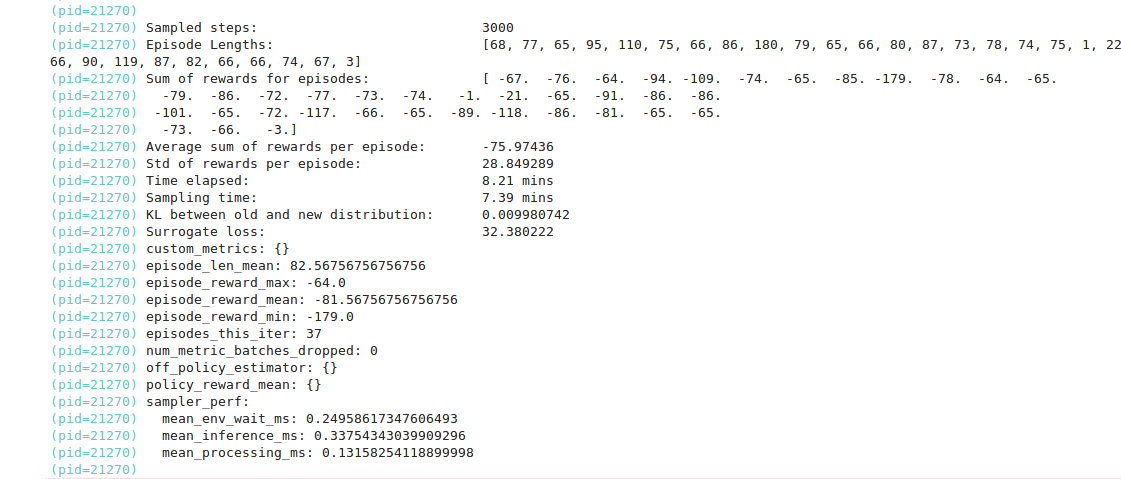 (pid=21270)
(pid=21270) Sampled steps: 3000
(pid=21270) Episode Lengths: [68, 77, 65, 95, 110, 75, 66, 86, 180, 79, 65, 66, 80, 87, 73, 78, 74, 75, 1, 22
66, 90, 119, 87, 82, 66, 66, 74, 67, 3]
(pid=21270) Sum of rewards for episodes: [ -67. -76. -64. -94. -109. -74. -65. -85. -179. -78. -64. -65.
(pid=21270) -79. -86. -72. -77. -73. -74. -1. -21. -65. -91. -86. -86.
(pid=21270) -101. -65. -72. -117. -66. -65. -89. -118. -86. -81. -65. -65.
(pid=21270) -73. -66. -3.]
(pid=21270) Average sum of rewards per episode: -75.97436
(pid=21270) Std of rewards per episode: 28.849289
(pid=21270) Time elapsed: 8.21 mins
(pid=21270) Sampling time: 7.39 mins
(pid=21270) KL between old and new distribution: 0.009980742
(pid=21270) Surrogate loss: 32.380222
(pid=21270) custom_metrics: {}
(pid=21270) episode_len_mean: 82.56756756756756
(pid=21270) episode_reward_max: -64.0
(pid=21270) episode_reward_mean: -81.56756756756756
(pid=21270) episode_reward_min: -179.0
(pid=21270) episodes_this_iter: 37
(pid=21270) num_metric_batches_dropped: 0
(pid=21270) off_policy_estimator: {}
(pid=21270) policy_reward_mean: {}
(pid=21270) sampler_perf:
(pid=21270) mean_env_wait_ms: 0.24958617347606493
(pid=21270) mean_inference_ms: 0.33754343039909296
(pid=21270) mean_processing_ms: 0.13158254118899998
(pid=21270)